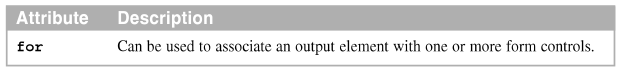 Attribute Description
for Can be used to associate an output element with one or more form controls.